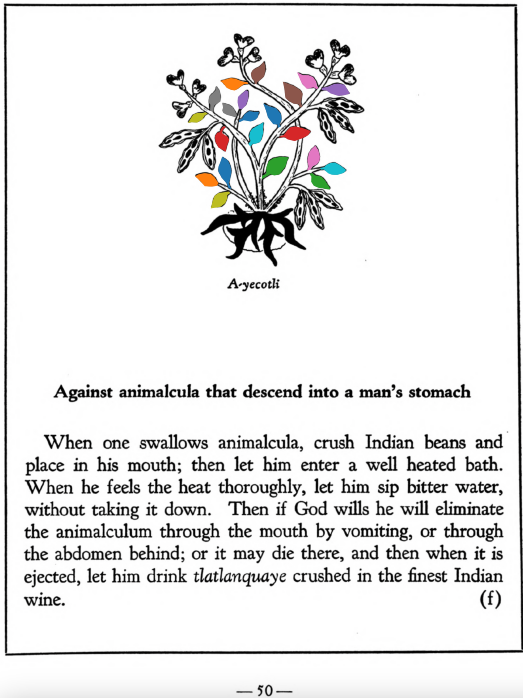 A-yecotli
Against animalcula that descend into a man's stomach
When one swallows animalcula, crush Indian beans and
place in his mouth; then let him enter a well heated bath.
When he feels the heat thoroughly, let him sip bitter water,
without taking it down. Then if God wills he will eliminate
the animalculum through the mouth by vomiting, or through
the abdomen behind; or it may die there, and then when it is
ejected, let him drink tlatlanquaye crushed in the finest Indian
wine. (f)
— 50 —